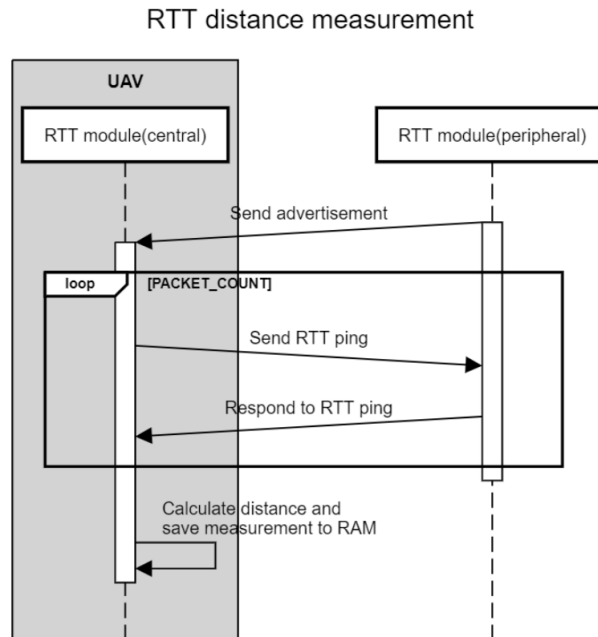 RTT distance measurement
UAV
RTT module(central)
RTT module(peripheral)
Send advertisement
loop
[PACKET_COUNT]
Send RTT ping
Respond to RTT ping
Calculate distance and
save measurement to RAM